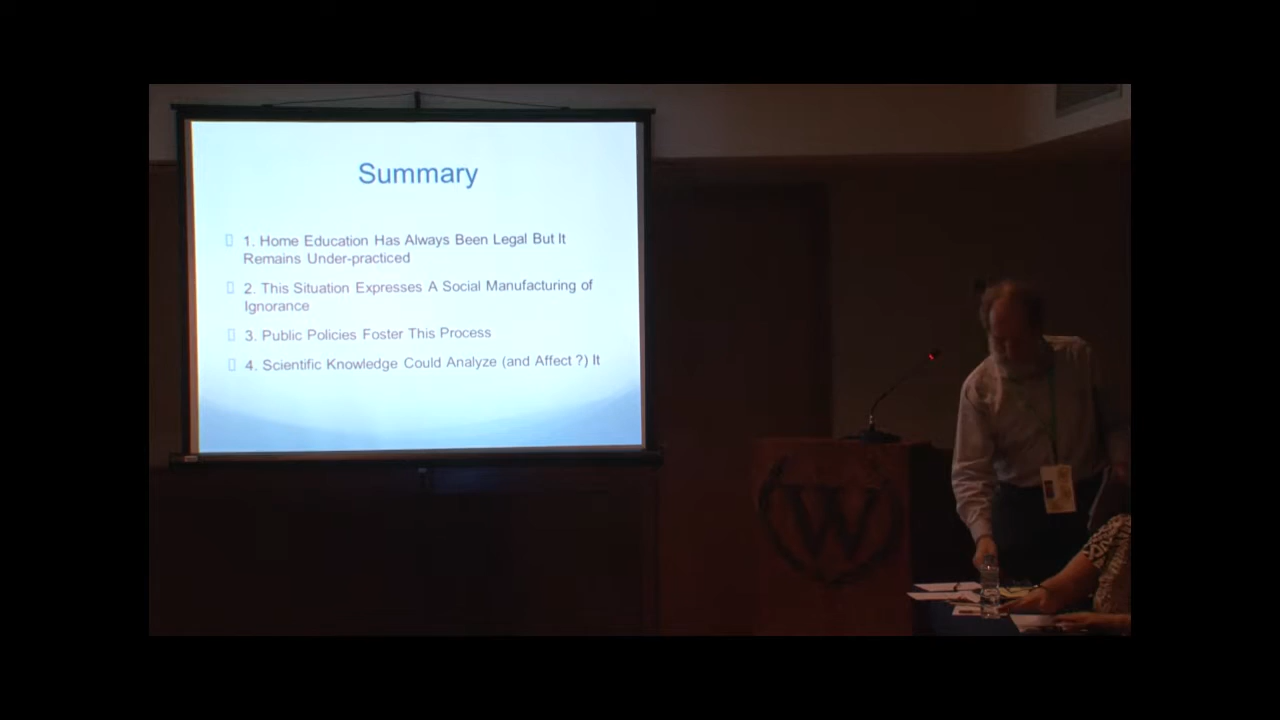 Summary
1. Home Education Has Always Been Legal But It
Remains Under-practiced
2. This Situation Expresses A Social Manufacturing of
Ignorance
3. Public Policies Foster This Process
4. Scientific Knowledge Could Analyze (and Affect ?) It
W